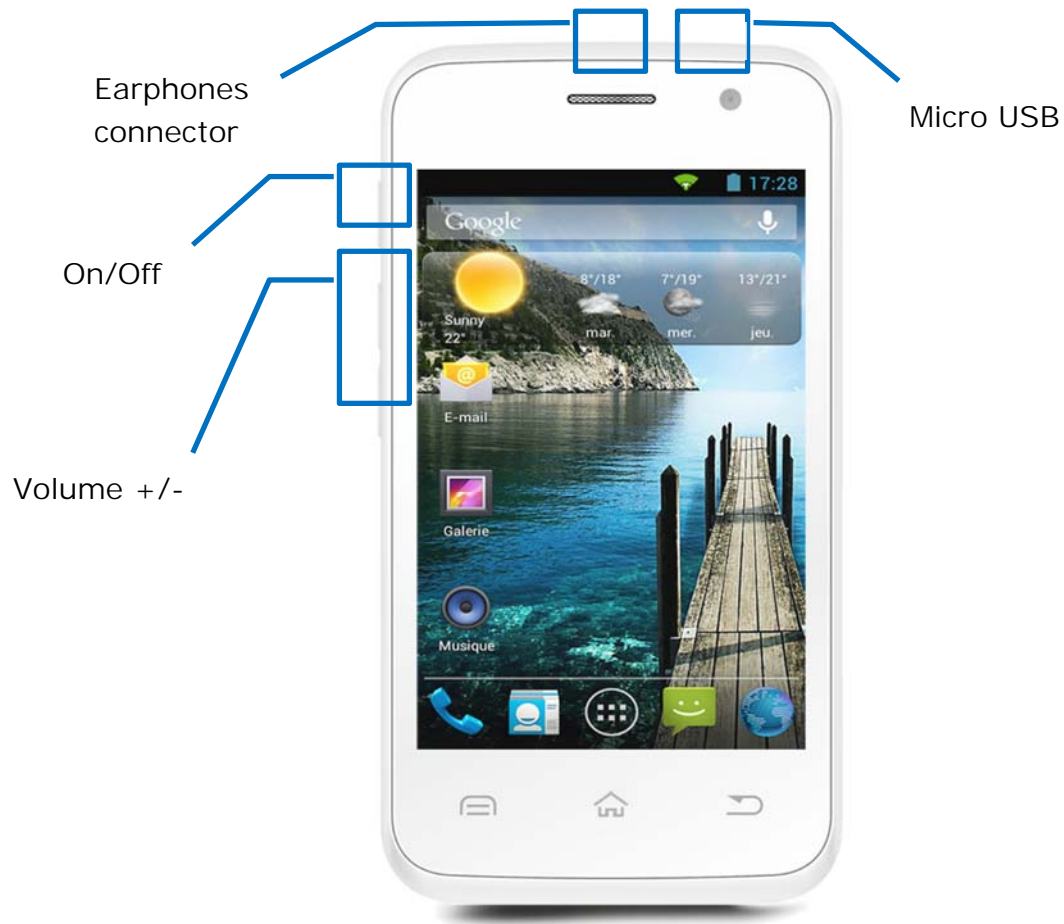 Earphones
connector
Micro USB
On/Off
Volume +/-
17:28
Google
8°/18° 7°/19° 13°/21°
Sunny
22°
mar. mer. jeu.
@
E-mail
Galerie
Musique